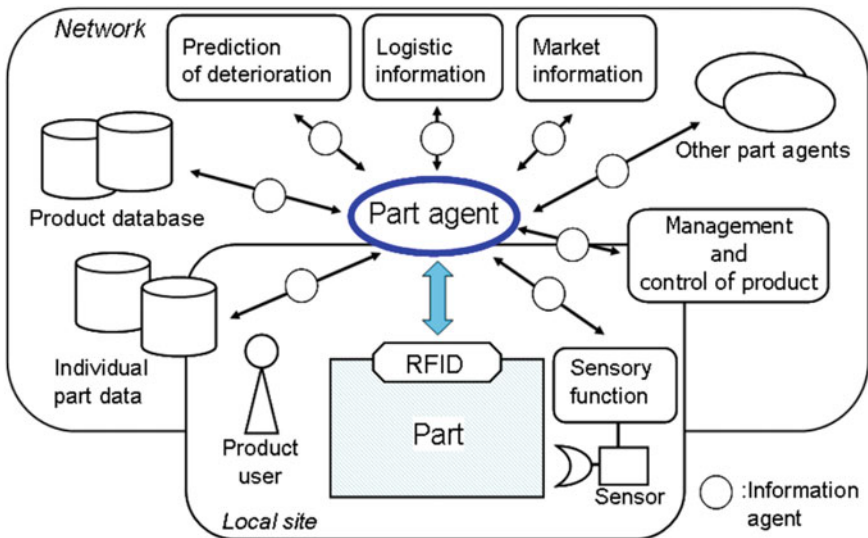 Network
Prediction
of deterioration
Logistic
information
Market
information
Other part agents
Product database
Part agent
Management
and
control of product
Individual
part data
RFID
Part
Sensory
function
Product
user
Sensor
Local site
:Information
agent